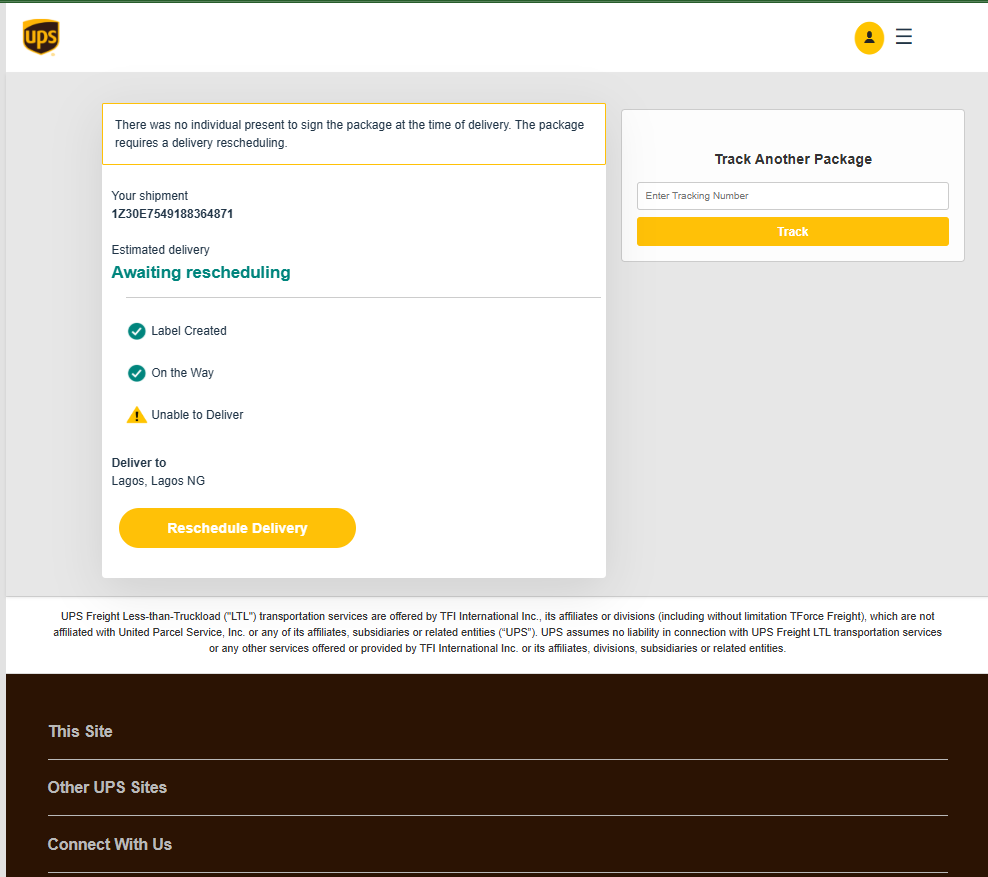 ups
There was no individual present to sign the package at the time of delivery. The package
requires a delivery rescheduling.
Your shipment
1Z30E7549188364871
Estimated delivery
Awaiting rescheduling
Label Created
On the Way
Unable to Deliver
Deliver to
Lagos, Lagos NG
Reschedule Delivery
Track Another Package
Enter Tracking Number
Track
UPS Freight Less-than-Truckload ("LTL") transportation services are offered by TFI International Inc., its affiliates or divisions (including without limitation TForce Freight), which are not
affiliated with United Parcel Service, Inc. or any of its affiliates, subsidiaries or related entities (“UPS”). UPS assumes no liability in connection with UPS Freight LTL transportation services
or any other services offered or provided by TFI International Inc. or its affiliates, divisions, subsidiaries or related entities.
This Site
Other UPS Sites
Connect With Us